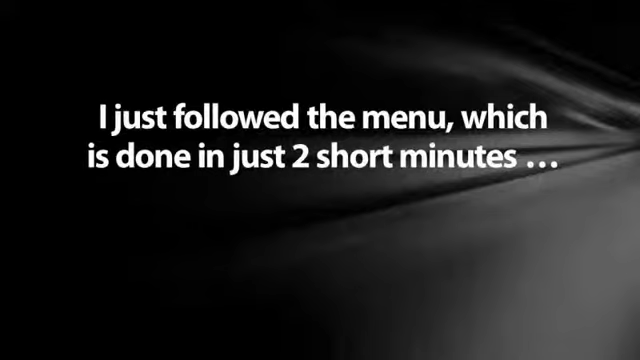 I just followed the menu, which
is done in just 2 short minutes …